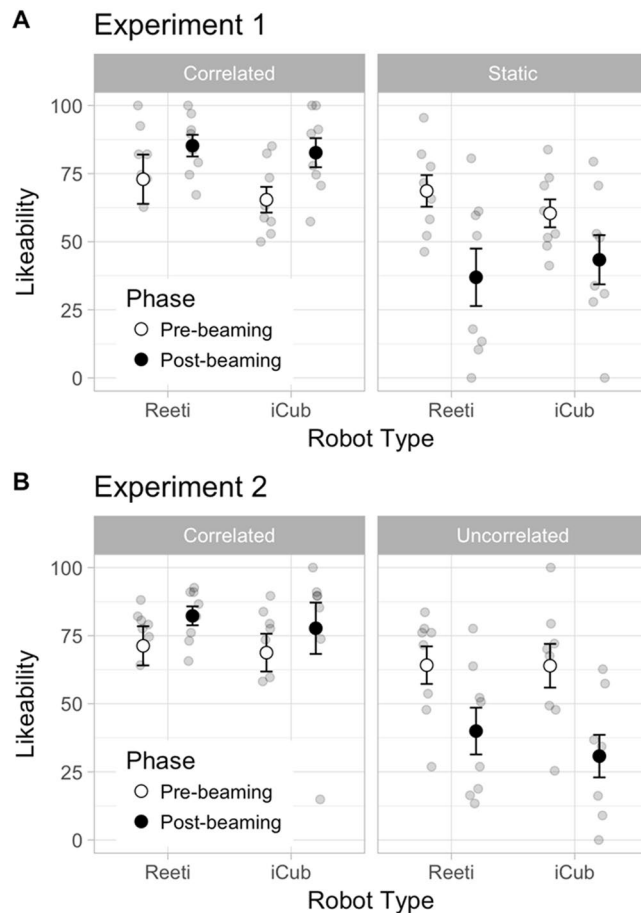 A
Experiment 1
Correlated
Static
100
75
50
25
0
Likeability
Phase
Pre-beaming
Post-beaming
Reeti
iCub
Reeti
iCub
Robot Type
B
Experiment 2
Correlated
Uncorrelated
100
75
50
25
0
Likeability
Phase
Pre-beaming
Post-beaming
Reeti
iCub
Reeti
iCub
Robot Type